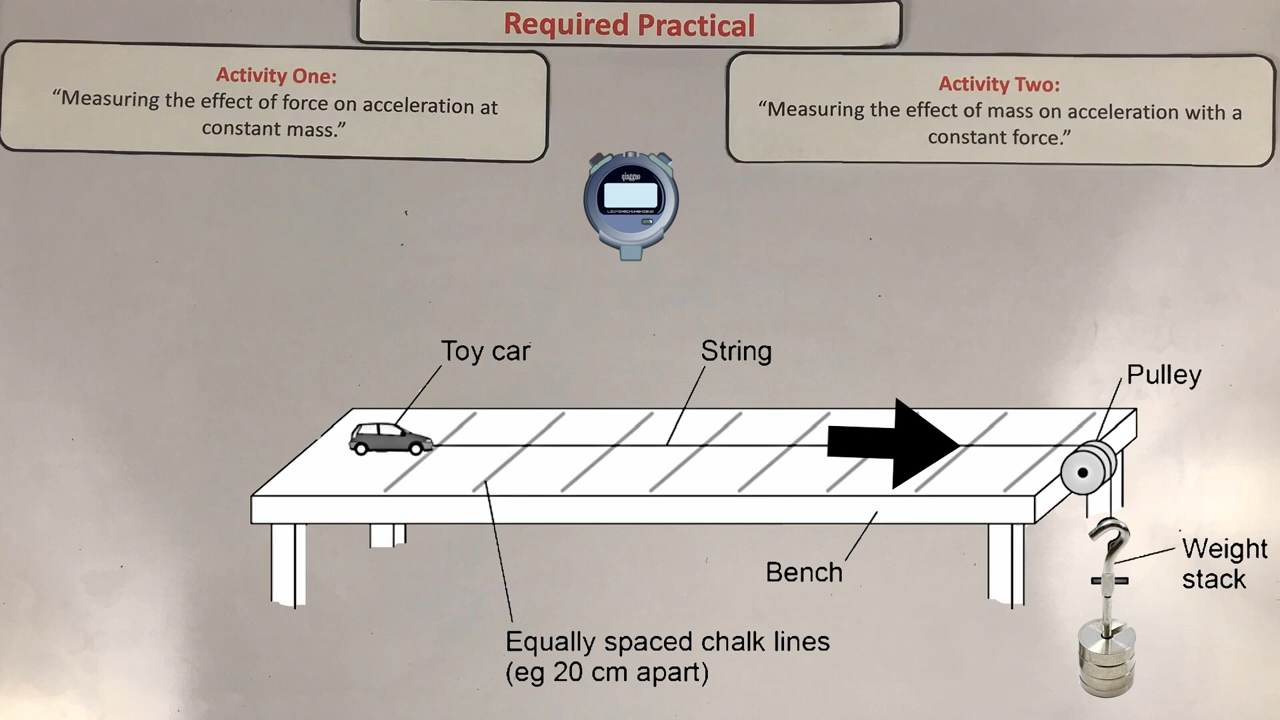 Required Practical
Activity One:
“Measuring the effect of force on acceleration at
constant mass.”
Activity Two:
“Measuring the effect of mass on acceleration with a
constant force.”
Toy car
String
Pulley
Bench
Weight
stack
Equally spaced chalk lines
(eg 20 cm apart)